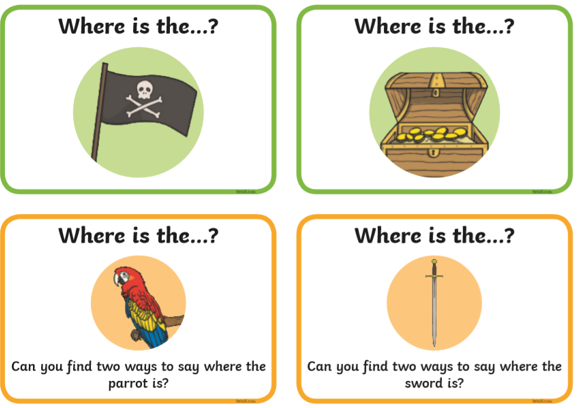 Where is the...?
Where is the...?
Where is the...?
Can you find two ways to say where the
parrot is?
Where is the...?
Can you find two ways to say where the
sword is?